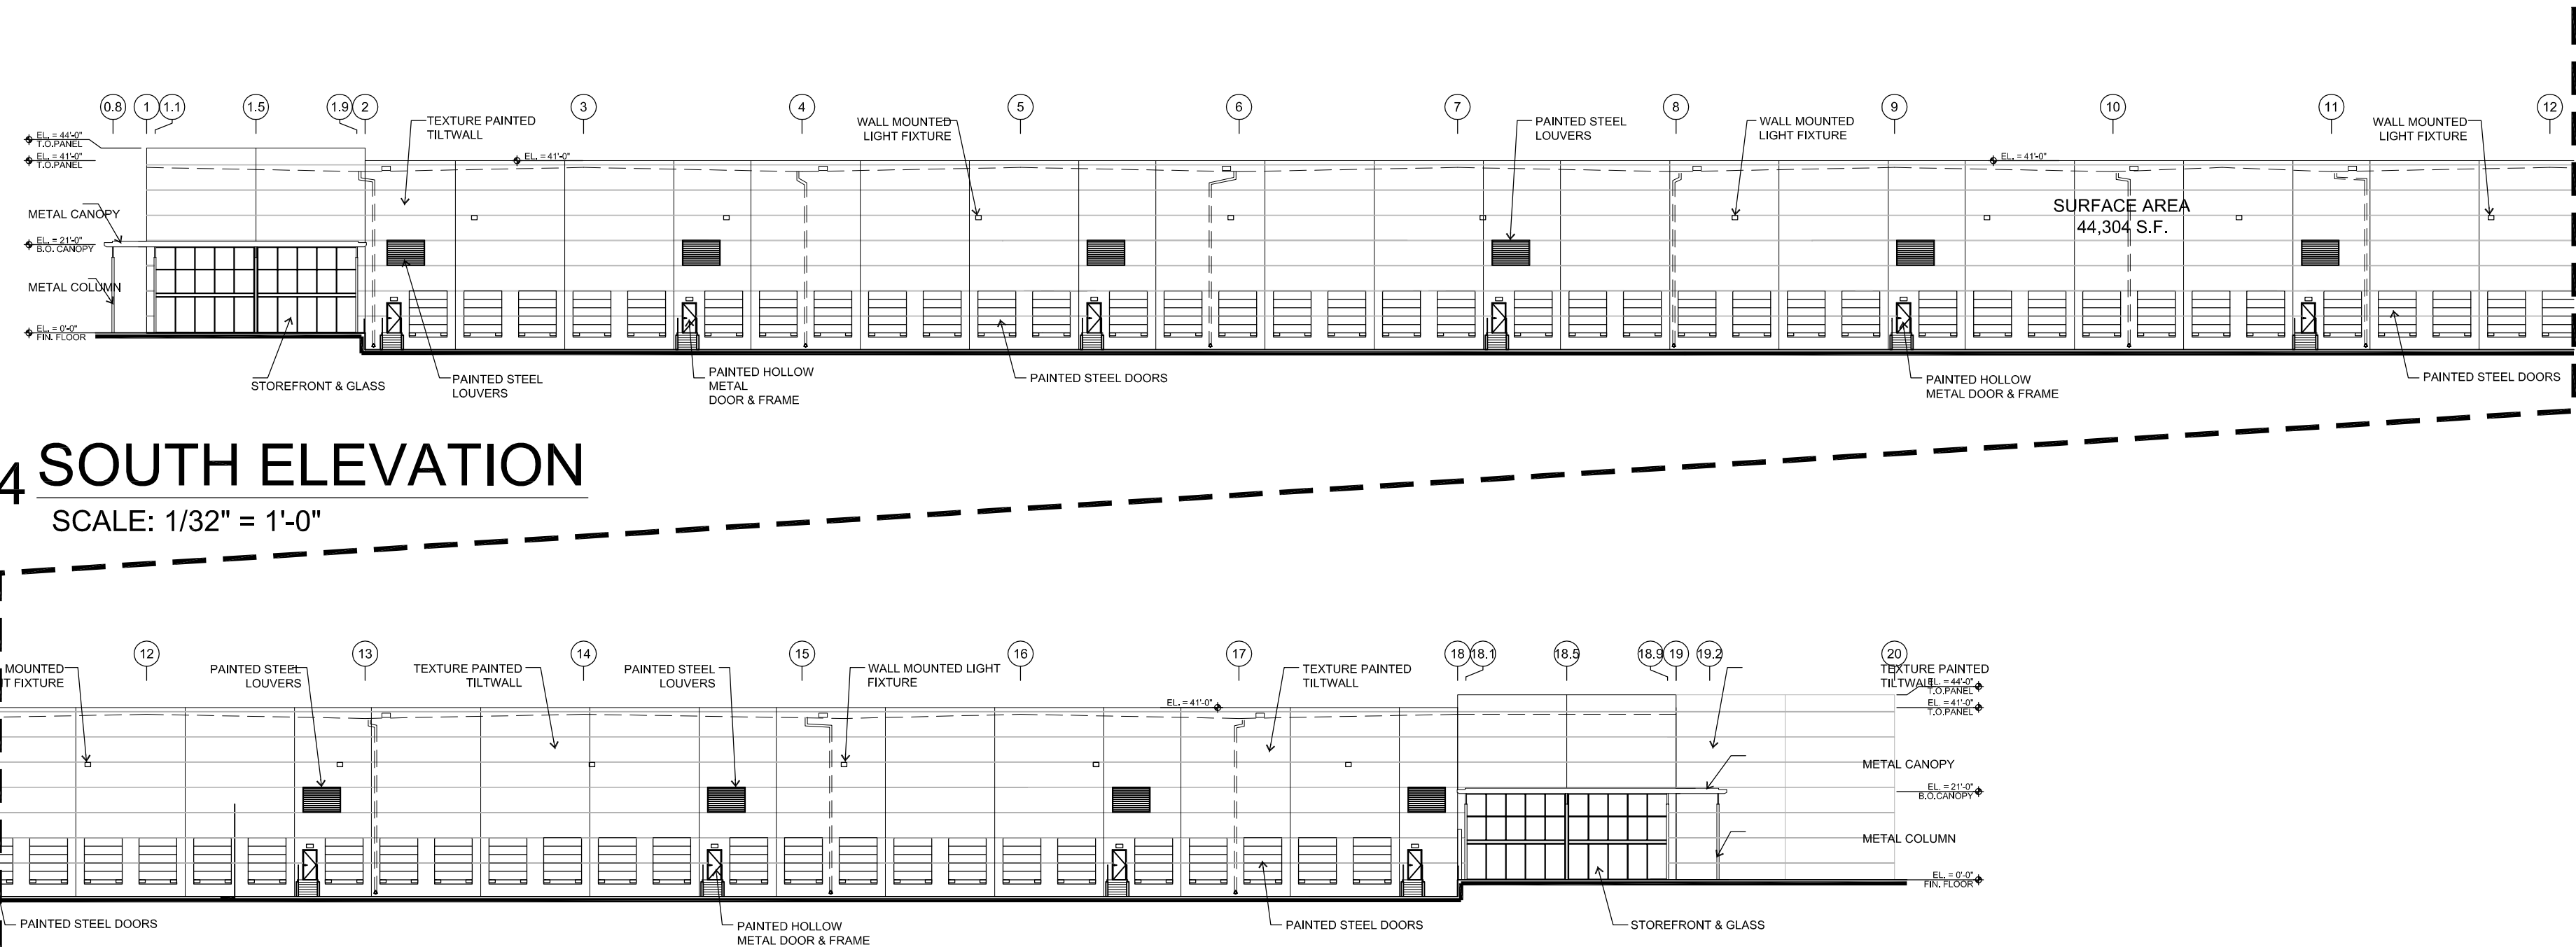 0.8 1 1.1 1.5 1.9 2 3 4 5 6 7 8 9 10 11 12
EL. = 44'-0"
T.O.PANEL
EL. = 41'-0"
T.O.PANEL
METAL CANOPY
EL. = 21'-0"
B.O. CANOPY
METAL COLUMN
EL. = 0'-0"
FIN. FLOOR
TEXTURE PAINTED
TILTWALL
EL. = 41'-0"
WALL MOUNTED
LIGHT FIXTURE
PAINTED STEEL
LOUVERS
WALL MOUNTED
LIGHT FIXTURE
EL. = 41'-0"
SURFACE AREA
44,304 S.F.
WALL MOUNTED
LIGHT FIXTURE
STOREFRONT & GLASS
PAINTED STEEL
LOUVERS
PAINTED HOLLOW
METAL
DOOR & FRAME
PAINTED STEEL DOORS
PAINTED HOLLOW
METAL DOOR & FRAME
PAINTED STEEL DOORS
4 SOUTH ELEVATION
SCALE: 1/32" = 1'-0"
12 13 14 15 16 17 18 18.1 18.5 18.9 19 19.2 20
MOUNTED
T FIXTURE
PAINTED STEEL
LOUVERS
TEXTURE PAINTED
TILTWALL
PAINTED STEEL
LOUVERS
WALL MOUNTED LIGHT
FIXTURE
EL. = 41'-0"
TEXTURE PAINTED
TILTWALL
TEXTURE PAINTED
TILTWALL
EL. = 44'-0"
T.O.PANEL
EL. = 41'-0"
T.O.PANEL
METAL CANOPY
EL. = 21'-0"
B.O.CANOPY
METAL COLUMN
EL. = 0'-0"
FIN. FLOOR
PAINTED STEEL DOORS
PAINTED HOLLOW
METAL DOOR & FRAME
PAINTED STEEL DOORS
STOREFRONT & GLASS